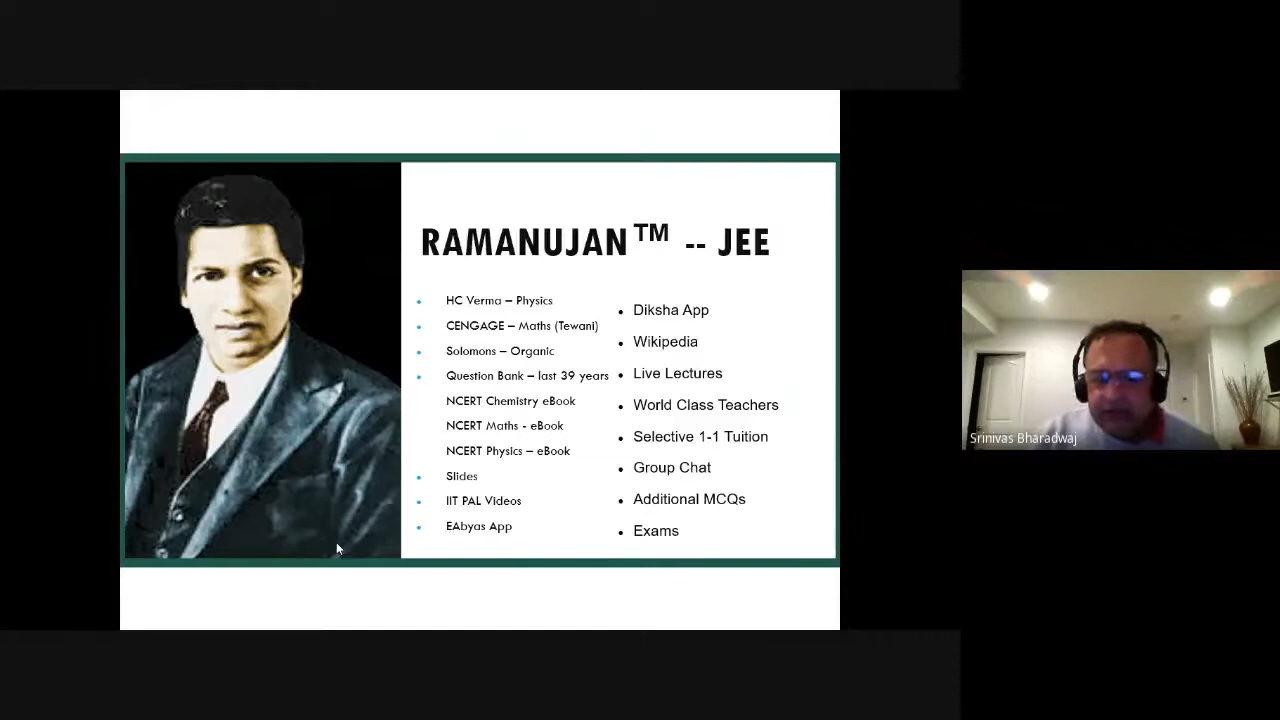 RAMANUJAN™ -- JEE
HC Verma – Physics
CENGAGE – Maths (Tewani)
Solomons – Organic
Question Bank – last 39 years
NCERT Chemistry eBook
NCERT Maths - eBook
NCERT Physics – eBook
Slides
IIT PAL Videos
EAbyas App
Diksha App
Wikipedia
Live Lectures
World Class Teachers
Selective 1-1 Tuition
Group Chat
Additional MCQs
Exams
Srinivas Bharadwaj